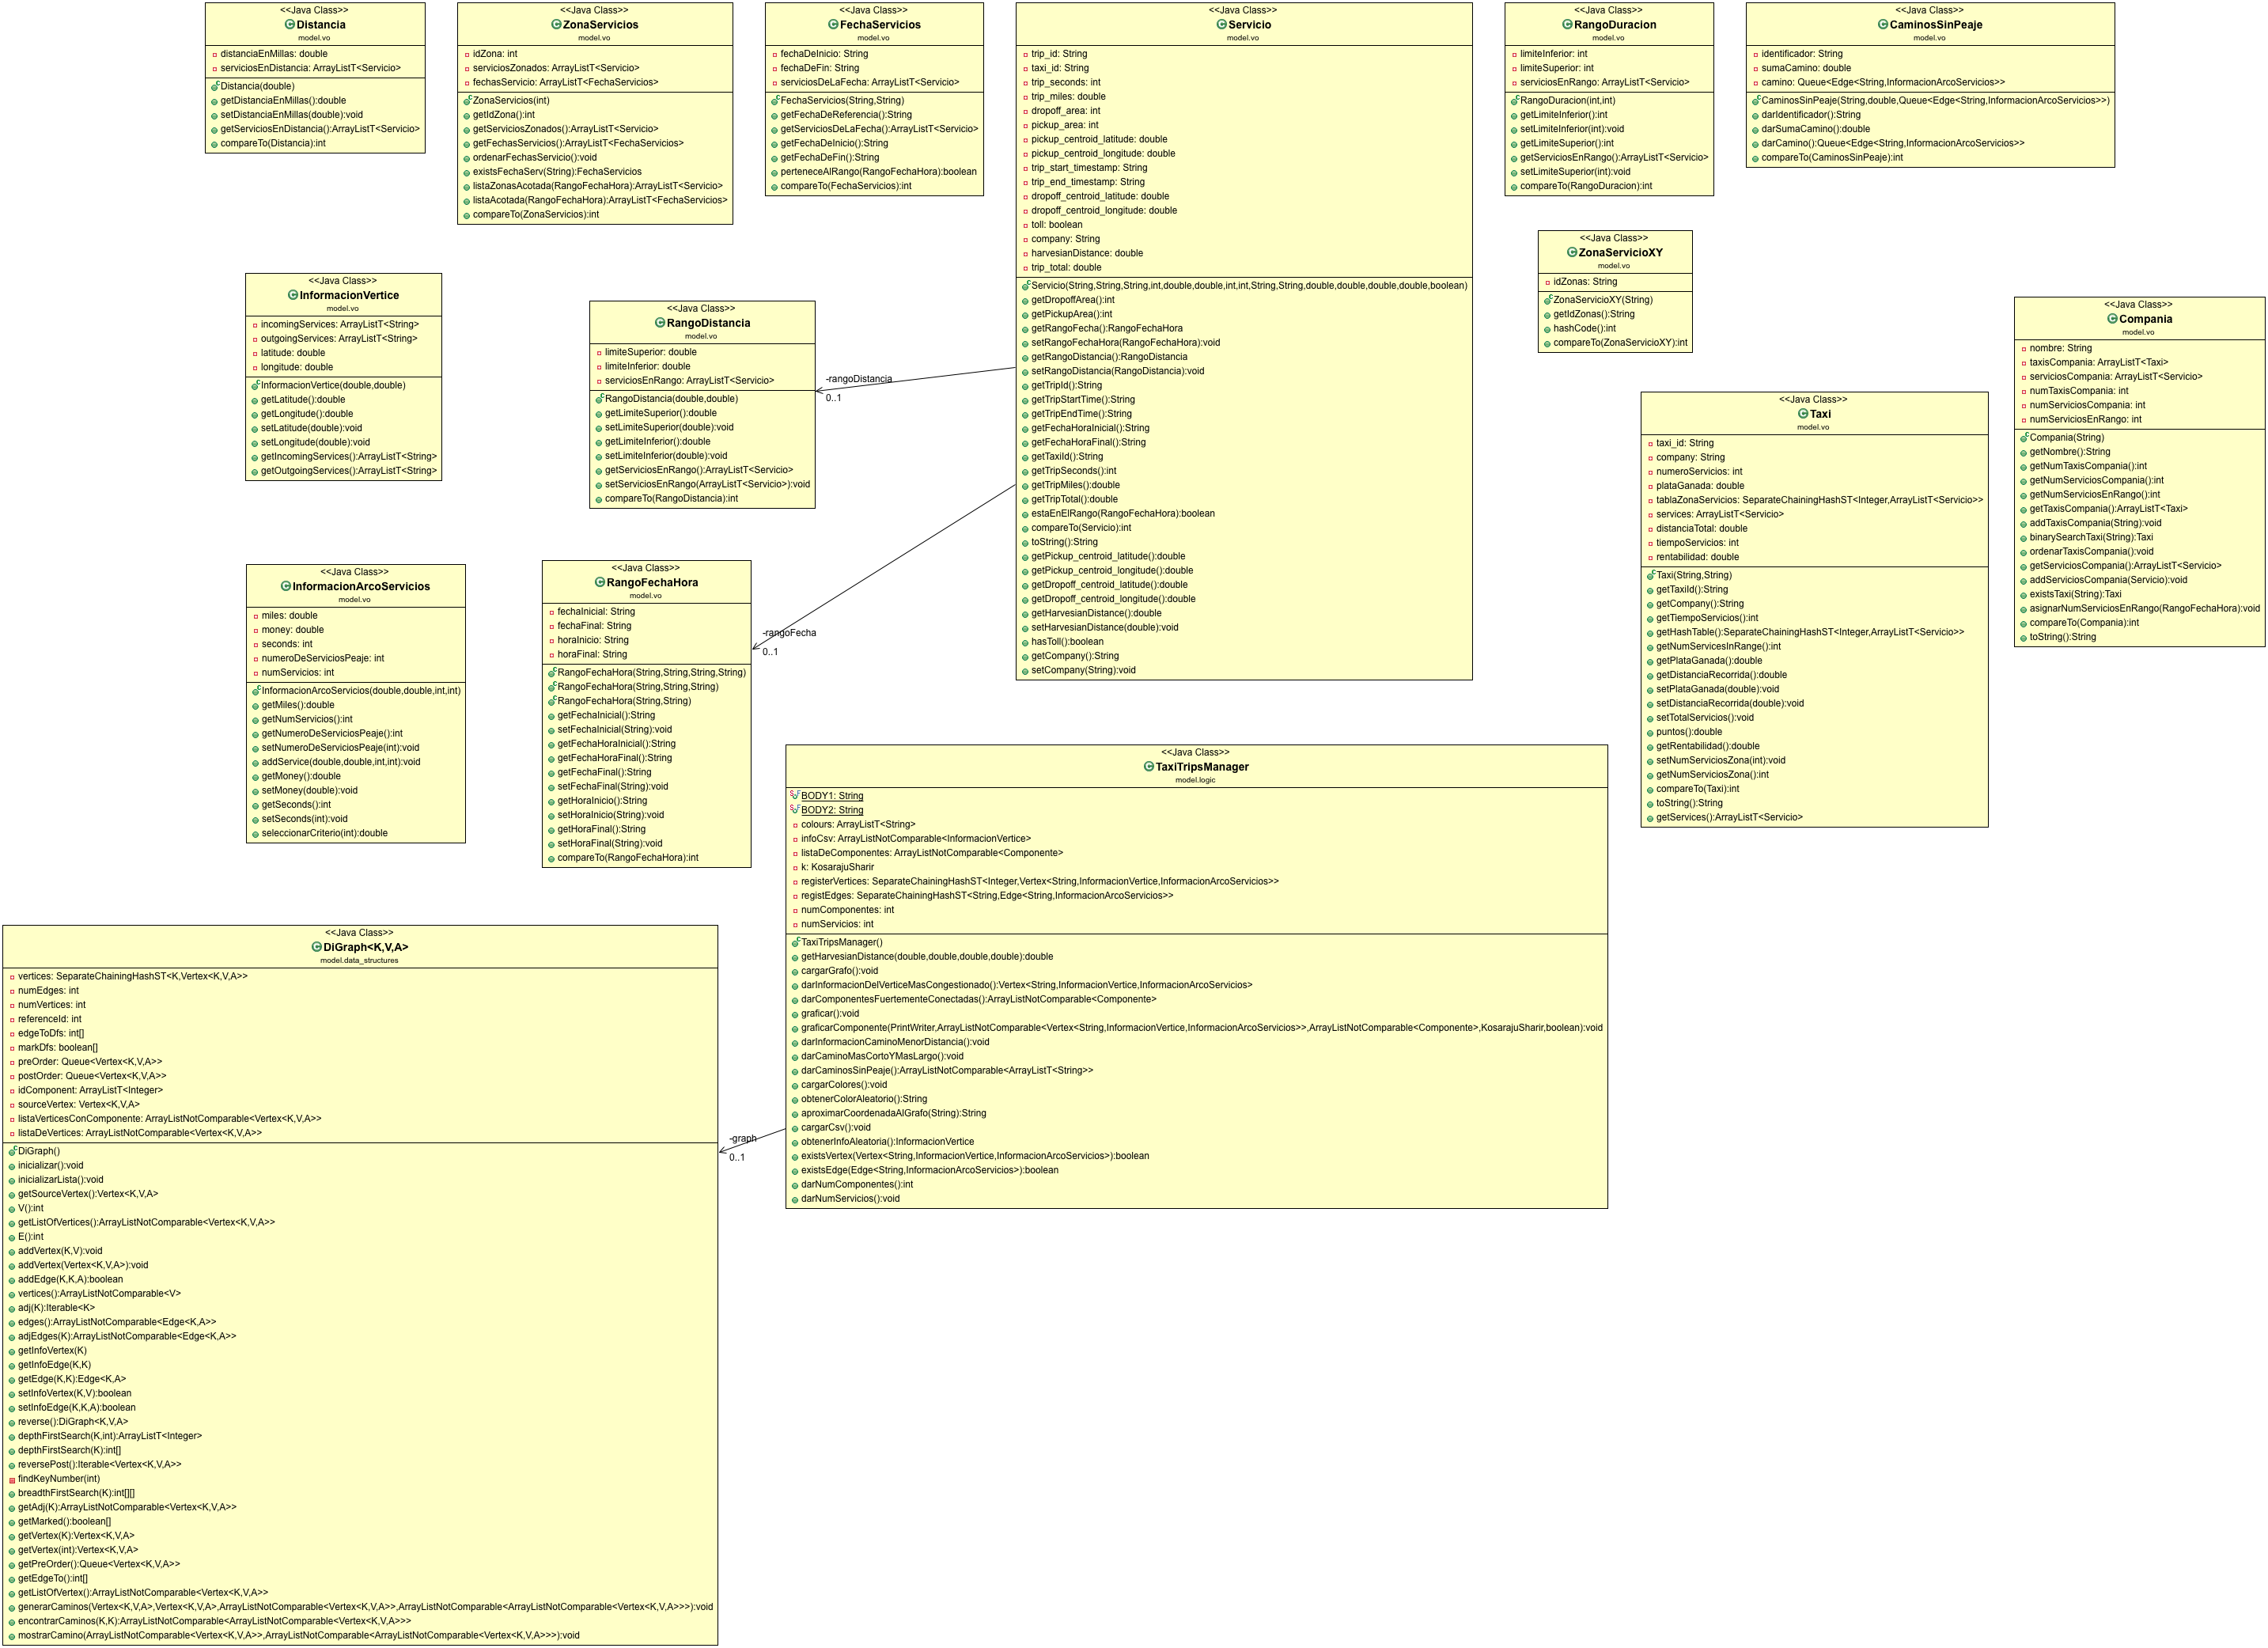 <<Java Class>>
Distancia
model.vo
distanciaEnMillas: double
serviciosEnDistancia: ArrayListT<Servicio>
Distancia(double)
getDistanciaEnMillas():double
setDistanciaEnMillas(double):void
getServiciosEnDistancia():ArrayListT<Servicio>
compareTo(Distancia):int
<<Java Class>>
ZonaServicios
model.vo
idZona: int
serviciosZonados: ArrayListT<Servicio>
fechasServicio: ArrayListT<FechaServicios>
ZonaServicios(int)
getIdZona():int
getServiciosZonados():ArrayListT<Servicio>
getFechasServicios():ArrayListT<FechaServicios>
ordenarFechasServicio():void
existsFechaServ(String):FechaServicios
listaZonasAcotada(RangoFechaHora):ArrayListT<Servicio>
listaAcotada(RangoFechaHora):ArrayListT<FechaServicios>
compareTo(ZonaServicios):int
<<Java Class>>
FechaServicios
model.vo
fechaDeInicio: String
fechaDeFin: String
serviciosDeLaFecha: ArrayListT<Servicio>
FechaServicios(String,String)
getFechaDeReferencia():String
getServiciosDeLaFecha():ArrayListT<Servicio>
getFechaDeInicio():String
getFechaDeFin():String
perteneceAlRango(RangoFechaHora):boolean
compareTo(FechaServicios):int
<<Java Class>>
Servicio
model.vo
trip_id: String
taxi_id: String
trip_seconds: int
trip_miles: double
dropoff_area: int
pickup_area: int
pickup_centroid_latitude: double
pickup_centroid_longitude: double
trip_start_timestamp: String
trip_end_timestamp: String
dropoff_centroid_latitude: double
dropoff_centroid_longitude: double
toll: boolean
company: String
harvesianDistance: double
trip_total: double
Servicio(String,String,String,int,double,double,int,int,String,String,double,double,double,double,boolean)
getDropoffArea():int
getPickupArea():int
getRangoFecha():RangoFechaHora
setRangoFechaHora(RangoFechaHora):void
getRangoDistancia():RangoDistancia
setRangoDistancia(RangoDistancia):void
getTripId():String
getTripStartTime():String
getTripEndTime():String
getFechaHoraInicial():String
getFechaHoraFinal():String
getTaxiId():String
getTripSeconds():int
getTripMiles():double
getTripTotal():double
estaEnElRango(RangoFechaHora):boolean
compareTo(Servicio):int
toString():String
getPickup_centroid_latitude():double
getPickup_centroid_longitude():double
getDropoff_centroid_latitude():double
getDropoff_centroid_longitude():double
getHarvesianDistance():double
setHarvesianDistance(double):void
hasToll():boolean
getCompany():String
setCompany(String):void
<<Java Class>>
RangoDuracion
model.vo
limiteInferior: int
limiteSuperior: int
serviciosEnRango: ArrayListT<Servicio>
RangoDuracion(int,int)
getLimiteInferior():int
setLimiteInferior(int):void
getLimiteSuperior():int
getServiciosEnRango():ArrayListT<Servicio>
setLimiteSuperior(int):void
compareTo(RangoDuracion):int
<<Java Class>>
CaminosSinPeaje
model.vo
identificador: String
sumaCamino: double
camino: Queue<Edge<String,InformacionArcoServicios>>
CaminosSinPeaje(String,double,Queue<Edge<String,InformacionArcoServicios>>)
darIdentificador():String
darSumaCamino():double
darCamino():Queue<Edge<String,InformacionArcoServicios>>
compareTo(CaminosSinPeaje):int
<<Java Class>>
ZonaServicioXY
model.vo
idZonas: String
ZonaServicioXY(String)
getIdZonas():String
hashCode():int
compareTo(ZonaServicioXY):int
<<Java Class>>
InformacionVertice
model.vo
incomingServices: ArrayListT<String>
outgoingServices: ArrayListT<String>
latitude: double
longitude: double
InformacionVertice(double,double)
getLatitude():double
getLongitude():double
setLatitude(double):void
setLongitude(double):void
getIncomingServices():ArrayListT<String>
getOutgoingServices():ArrayListT<String>
<<Java Class>>
RangoDistancia
model.vo
limiteSuperior: double
limiteInferior: double
serviciosEnRango: ArrayListT<Servicio>
RangoDistancia(double,double)
getLimiteSuperior():double
setLimiteSuperior(double):void
getLimiteInferior():double
setLimiteInferior(double):void
getServiciosEnRango():ArrayListT<Servicio>
setServiciosEnRango(ArrayListT<Servicio>):void
compareTo(RangoDistancia):int
-rangoDistancia
0..1
<<Java Class>>
Compania
model.vo
nombre: String
taxisCompania: ArrayListT<Taxi>
serviciosCompania: ArrayListT<Servicio>
numTaxisCompania: int
numServiciosCompania: int
numServiciosEnRango: int
Compania(String)
getNombre():String
getNumTaxisCompania():int
getNumServiciosCompania():int
getNumServiciosEnRango():int
getTaxisCompania():ArrayListT<Taxi>
addTaxisCompania(String):void
binarySearchTaxi(String):Taxi
ordenarTaxisCompania():void
getServiciosCompania():ArrayListT<Servicio>
addServiciosCompania(Servicio):void
existsTaxi(String):Taxi
asignarNumServiciosEnRango(RangoFechaHora):void
compareTo(Compania):int
toString():String
<<Java Class>>
Taxi
model.vo
taxi_id: String
company: String
numeroServicios: int
plataGanada: double
tablaZonaServicios: SeparateChainingHashST<Integer,ArrayListT<Servicio>>
services: ArrayListT<Servicio>
distanciaTotal: double
tiempoServicios: int
rentabilidad: double
Taxi(String,String)
getTaxiId():String
getCompany():String
getTiempoServicios():int
getHashTable():SeparateChainingHashST<Integer,ArrayListT<Servicio>>
getNumServicesInRange():int
getPlataGanada():double
getDistanciaRecorrida():double
setPlataGanada(double):void
setDistanciaRecorrida(double):void
setTotalServicios():void
puntos():double
getRentabilidad():double
setNumServiciosZona(int):void
getNumServiciosZona():int
compareTo(Taxi):int
toString():String
getServices():ArrayListT<Servicio>
<<Java Class>>
InformacionArcoServicios
model.vo
miles: double
money: double
seconds: int
numeroDeServiciosPeaje: int
numServicios: int
InformacionArcoServicios(double,double,int,int)
getMiles():double
getNumServicios():int
getNumeroDeServiciosPeaje():int
setNumeroDeServiciosPeaje(int):void
addService(double,double,int,int):void
getMoney():double
setMoney(double):void
getSeconds():int
setSeconds(int):void
seleccionarCriterio(int):double
<<Java Class>>
RangoFechaHora
model.vo
fechaInicial: String
fechaFinal: String
horaInicio: String
horaFinal: String
RangoFechaHora(String,String,String,String)
RangoFechaHora(String,String,String)
RangoFechaHora(String,String)
getFechaInicial():String
setFechaInicial(String):void
getFechaHoraInicial():String
getFechaHoraFinal():String
getFechaFinal():String
setFechaFinal(String):void
getHoraInicio():String
setHoraInicio(String):void
getHoraFinal():String
setHoraFinal(String):void
compareTo(RangoFechaHora):int
-rangoFecha
0..1
<<Java Class>>
TaxiTripsManager
model.logic
BODY1: String
BODY2: String
colours: ArrayListT<String>
infoCsv: ArrayListNotComparable<InformacionVertice>
listaDeComponentes: ArrayListNotComparable<Componente>
k: KosarajuSharir
registerVertices: SeparateChainingHashST<Integer,Vertex<String,InformacionVertice,InformacionArcoServicios>>
registEdges: SeparateChainingHashST<String,Edge<String,InformacionArcoServicios>>
numComponentes: int
numServicios: int
TaxiTripsManager()
getHarvesianDistance(double,double,double,double):double
cargarGrafo():void
darInformacionDelVerticeMasCongestionado():Vertex<String,InformacionVertice,InformacionArcoServicios>
darComponentesFuertementeConectadas():ArrayListNotComparable<Componente>
graficar():void
graficarComponente(PrintWriter,ArrayListNotComparable<Vertex<String,InformacionVertice,InformacionArcoServicios>>,ArrayListNotComparable<Componente>,KosarajuSharir,boolean):void
darInformacionCaminoMenorDistancia():void
darCaminoMasCortoYMasLargo():void
darCaminosSinPeaje():ArrayListNotComparable<ArrayListT<String>>
cargarColores():void
obtenerColorAleatorio():String
aproximarCoordenadaAlGrafo(String):String
cargarCsv():void
obtenerInfoAleatoria():InformacionVertice
existsVertex(Vertex<String,InformacionVertice,InformacionArcoServicios>):boolean
existsEdge(Edge<String,InformacionArcoServicios>):boolean
darNumComponentes():int
darNumServicios():void
-graph
0..1
<<Java Class>>
DiGraph<K,V,A>
model.data_structures
vertices: SeparateChainingHashST<K,Vertex<K,V,A>>
numEdges: int
numVertices: int
referenceId: int
edgeToDfs: int[]
markDfs: boolean[]
preOrder: Queue<Vertex<K,V,A>>
postOrder: Queue<Vertex<K,V,A>>
idComponent: ArrayListT<Integer>
sourceVertex: Vertex<K,V,A>
listaVerticesConComponente: ArrayListNotComparable<Vertex<K,V,A>>
listaDeVertices: ArrayListNotComparable<Vertex<K,V,A>>
DiGraph()
inicializar():void
inicializarLista():void
getSourceVertex():Vertex<K,V,A>
V():int
getListOfVertices():ArrayListNotComparable<Vertex<K,V,A>>
E():int
addVertex(K,V):void
addVertex(Vertex<K,V,A>):void
addEdge(K,K,A):boolean
vertices():ArrayListNotComparable<V>
adj(K):Iterable<K>
edges():ArrayListNotComparable<Edge<K,A>>
adjEdges(K):ArrayListNotComparable<Edge<K,A>>
getInfoVertex(K)
getInfoEdge(K,K)
getEdge(K,K):Edge<K,A>
setInfoVertex(K,V):boolean
setInfoEdge(K,K,A):boolean
reverse():DiGraph<K,V,A>
depthFirstSearch(K,int):ArrayListT<Integer>
depthFirstSearch(K):int[]
reversePost():Iterable<Vertex<K,V,A>>
findKeyNumber(int)
breadthFirstSearch(K):int[][]
getAdj(K):ArrayListNotComparable<Vertex<K,V,A>>
getMarked():boolean[]
getVertex(K):Vertex<K,V,A>
getVertex(int):Vertex<K,V,A>
getPreOrder():Queue<Vertex<K,V,A>>
getEdgeTo():int[]
getListOfVertex():ArrayListNotComparable<Vertex<K,V,A>>
generarCaminos(Vertex<K,V,A>,Vertex<K,V,A>,ArrayListNotComparable<Vertex<K,V,A>>,ArrayListNotComparable<ArrayListNotComparable<Vertex<K,V,A>>>):void
encontrarCaminos(K,K):ArrayListNotComparable<ArrayListNotComparable<Vertex<K,V,A>>>
mostrarCamino(ArrayListNotComparable<Vertex<K,V,A>>,ArrayListNotComparable<ArrayListNotComparable<Vertex<K,V,A>>>):void